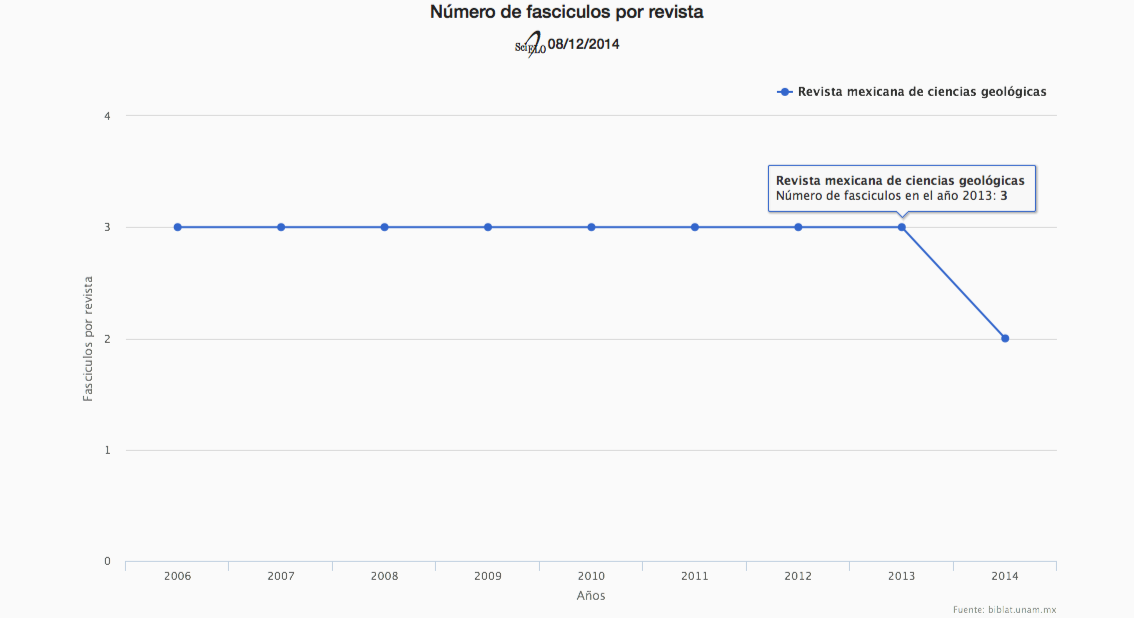 Número de fasciculos por revista
SciELO 08/12/2014
Revista mexicana de ciencias geológicas
4
Revista mexicana de ciencias geológicas
Número de fasciculos en el año 2013: 3
3
Fasciculos por revista
2
1
0
2006 2007 2008 2009 2010 2011 2012 2013 2014
Años
Fuente: biblat.unam.mx